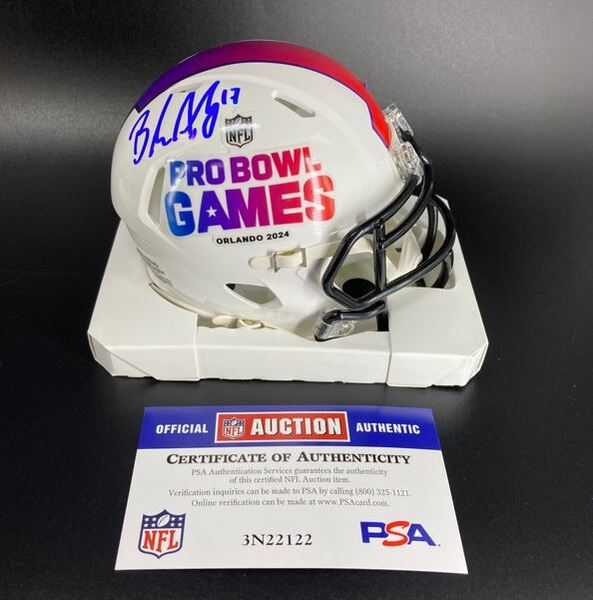 17
NFL
PRO BOWL
GAMES
ORLANDO 2024
OFFICIAL NFL AUCTION AUTHENTIC
CERTIFICATE OF AUTHENTICITY
PSA Authentication Services guarantees the authenticity
of this certified NFL Auction item.
Verification inquiries can be made to PSA by calling (800) 325-1121.
Online verification can be made at www.PSAcard.com.
NFL
3N22122
PSA